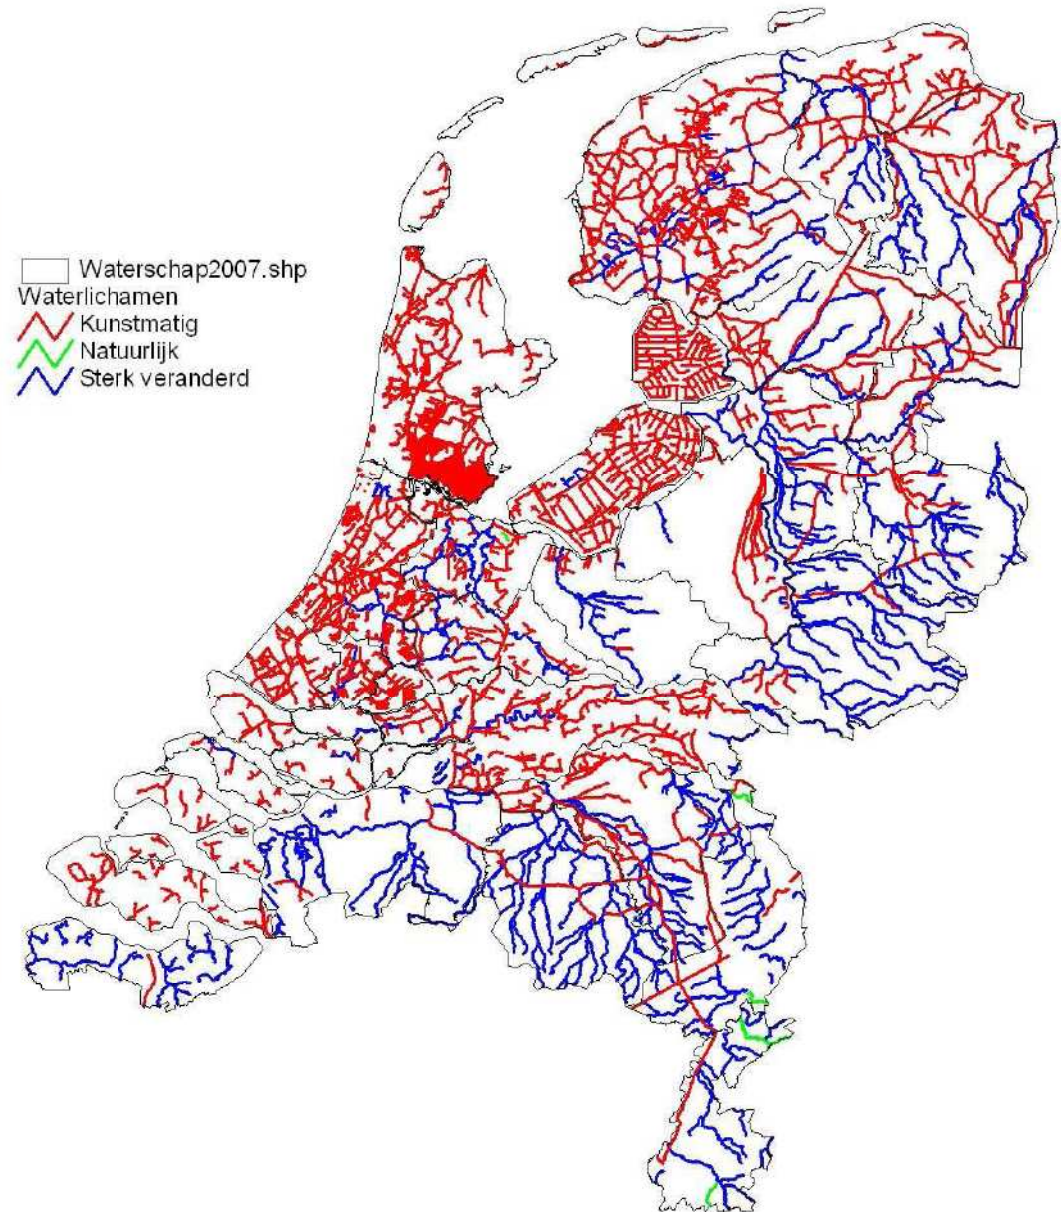 Waterschap2007.shp
Waterlichamen
Kunstmatig
Natuurlijk
Sterk veranderd